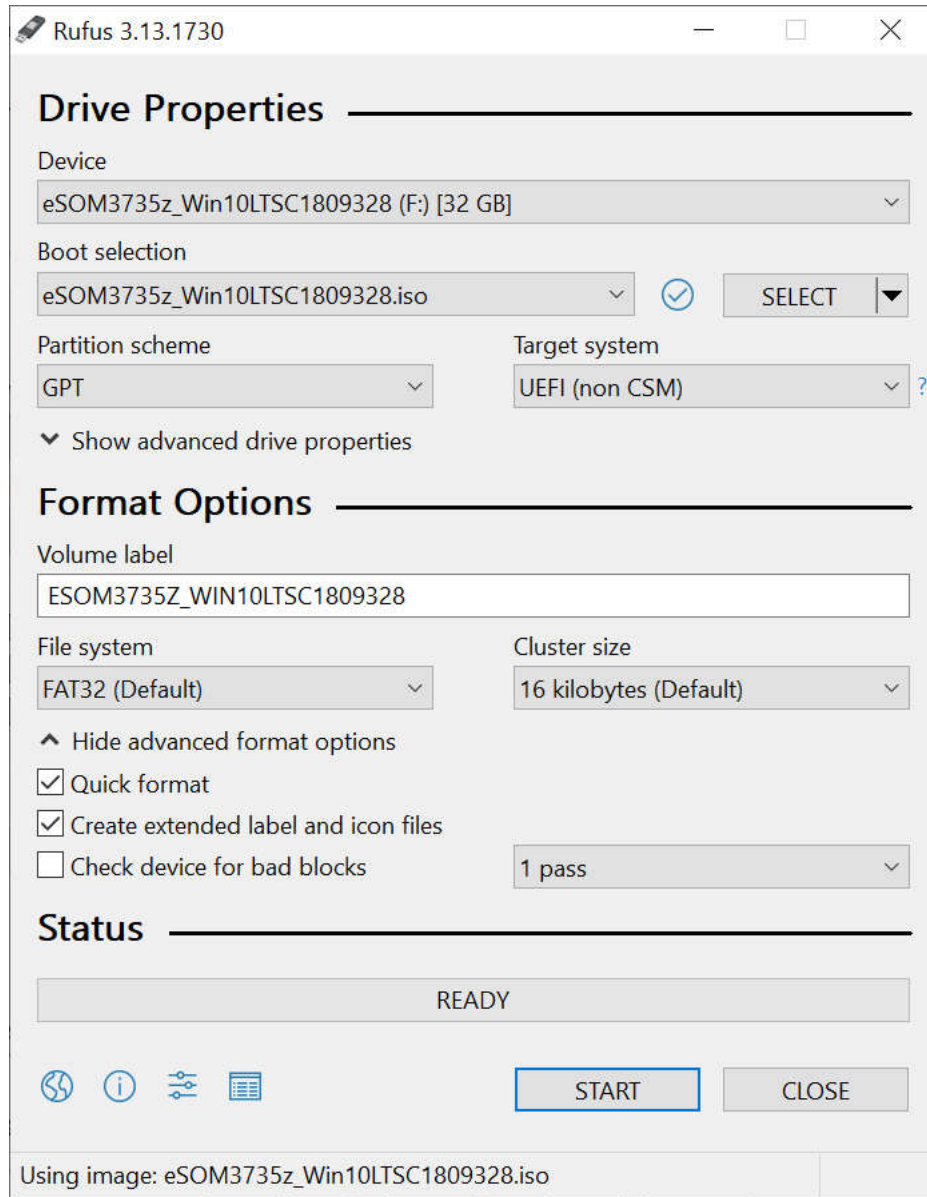 Rufus 3.13.1730
Drive Properties
Device
eSOM3735z_Win10LTSC1809328 (F:) [32 GB]
Boot selection
eSOM3735z_Win10LTSC1809328.iso
SELECT
Partition scheme
Target system
GPT
UEFI (non CSM)
?
Show advanced drive properties
Format Options
Volume label
ESOM3735Z_WIN10LTSC1809328
File system
Cluster size
FAT32 (Default)
16 kilobytes (Default)
Hide advanced format options
Quick format
Create extended label and icon files
Check device for bad blocks
1 pass
Status
READY
START
CLOSE
Using image: eSOM3735z_Win10LTSC1809328.iso